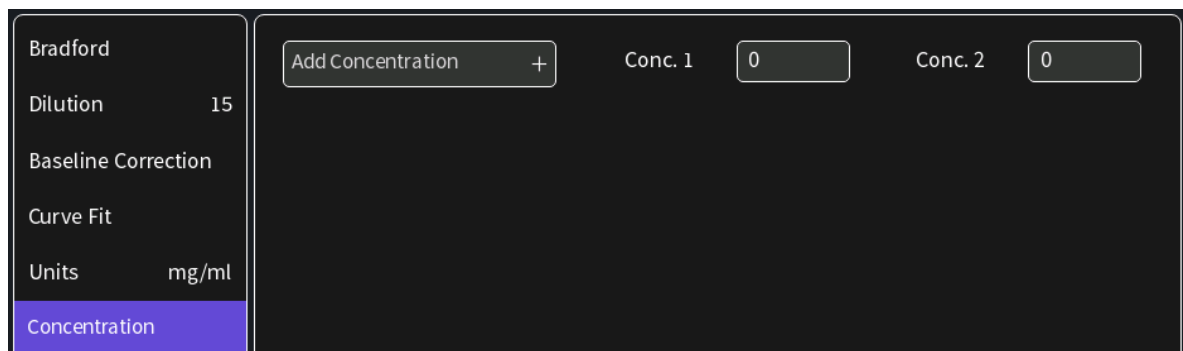 Bradford
Dilution 15
Baseline Correction
Curve Fit
Units mg/ml
Concentration
Add Concentration +
Conc. 1 0
Conc. 2 0